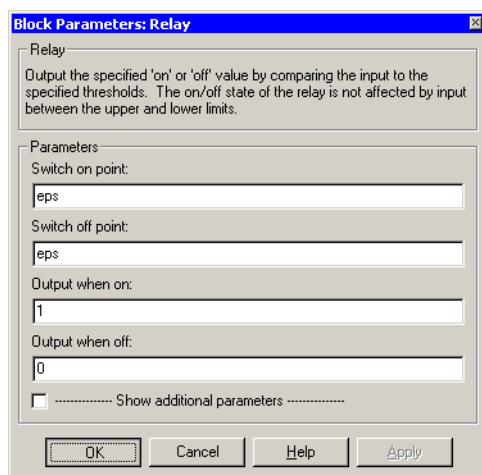 Block Parameters: Relay
Relay
Output the specified 'on' or 'off' value by comparing the input to the
specified thresholds. The on/off state of the relay is not affected by input
between the upper and lower limits.
Parameters
Switch on point:
eps
Switch off point:
eps
Output when on:
1
Output when off:
0
-------------- Show additional parameters --------------
OK Cancel Help Apply